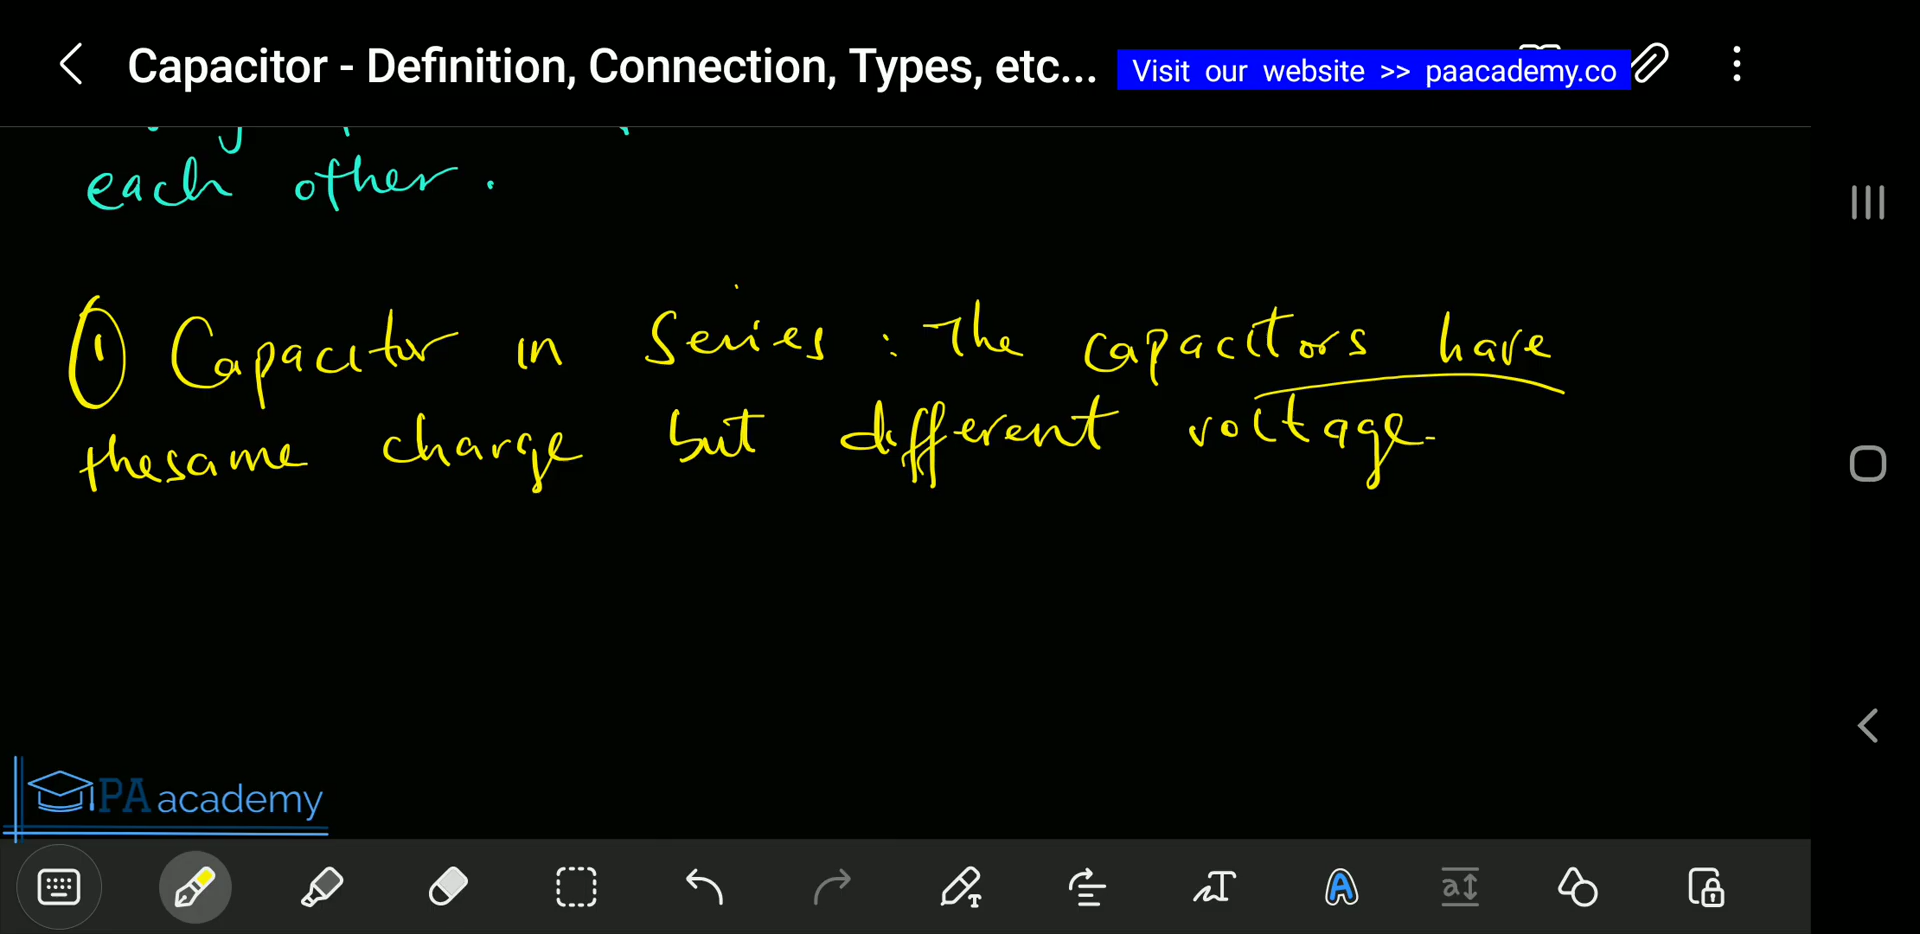 Capacitor - Definition, Connection, Types, etc...
Visit our website >> paacademy.co
each other.
① Capacitor in Series: The capacitors have
thesame charge but different voltage.
PA academy